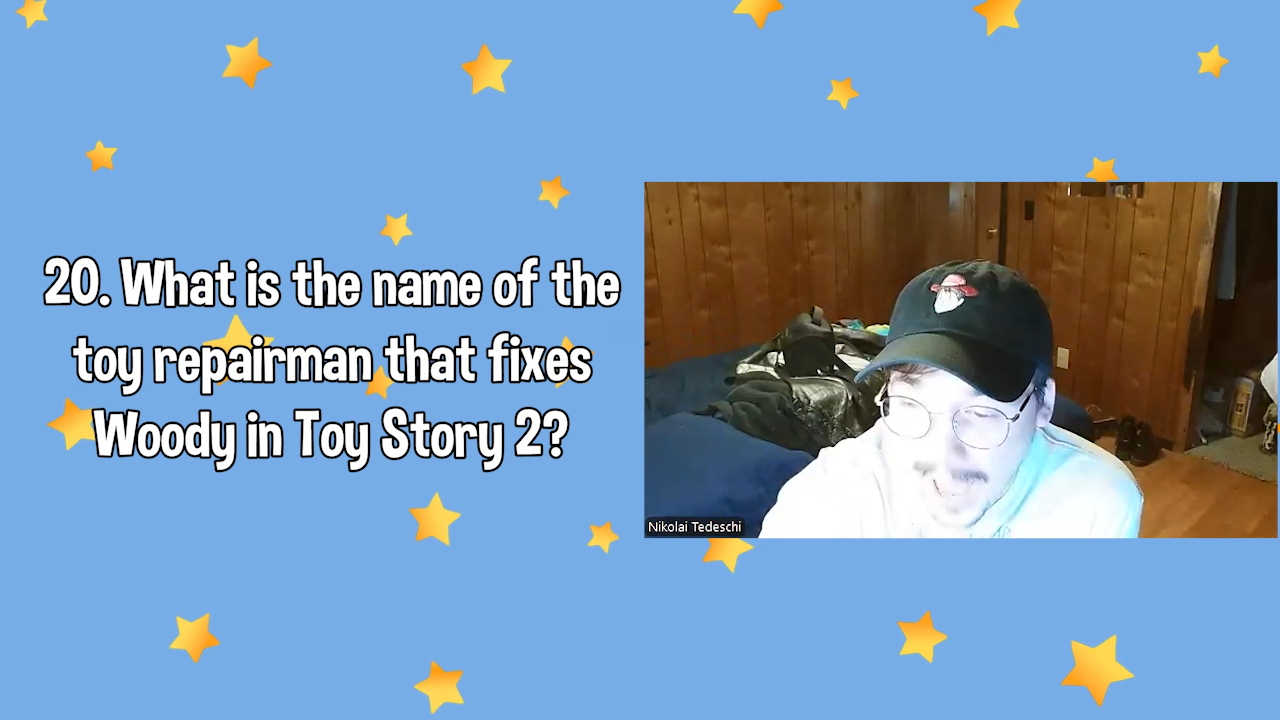 20. What is the name of the
toy repairman that fixes
Woody in Toy Story 2?
Nikolai Tedeschi